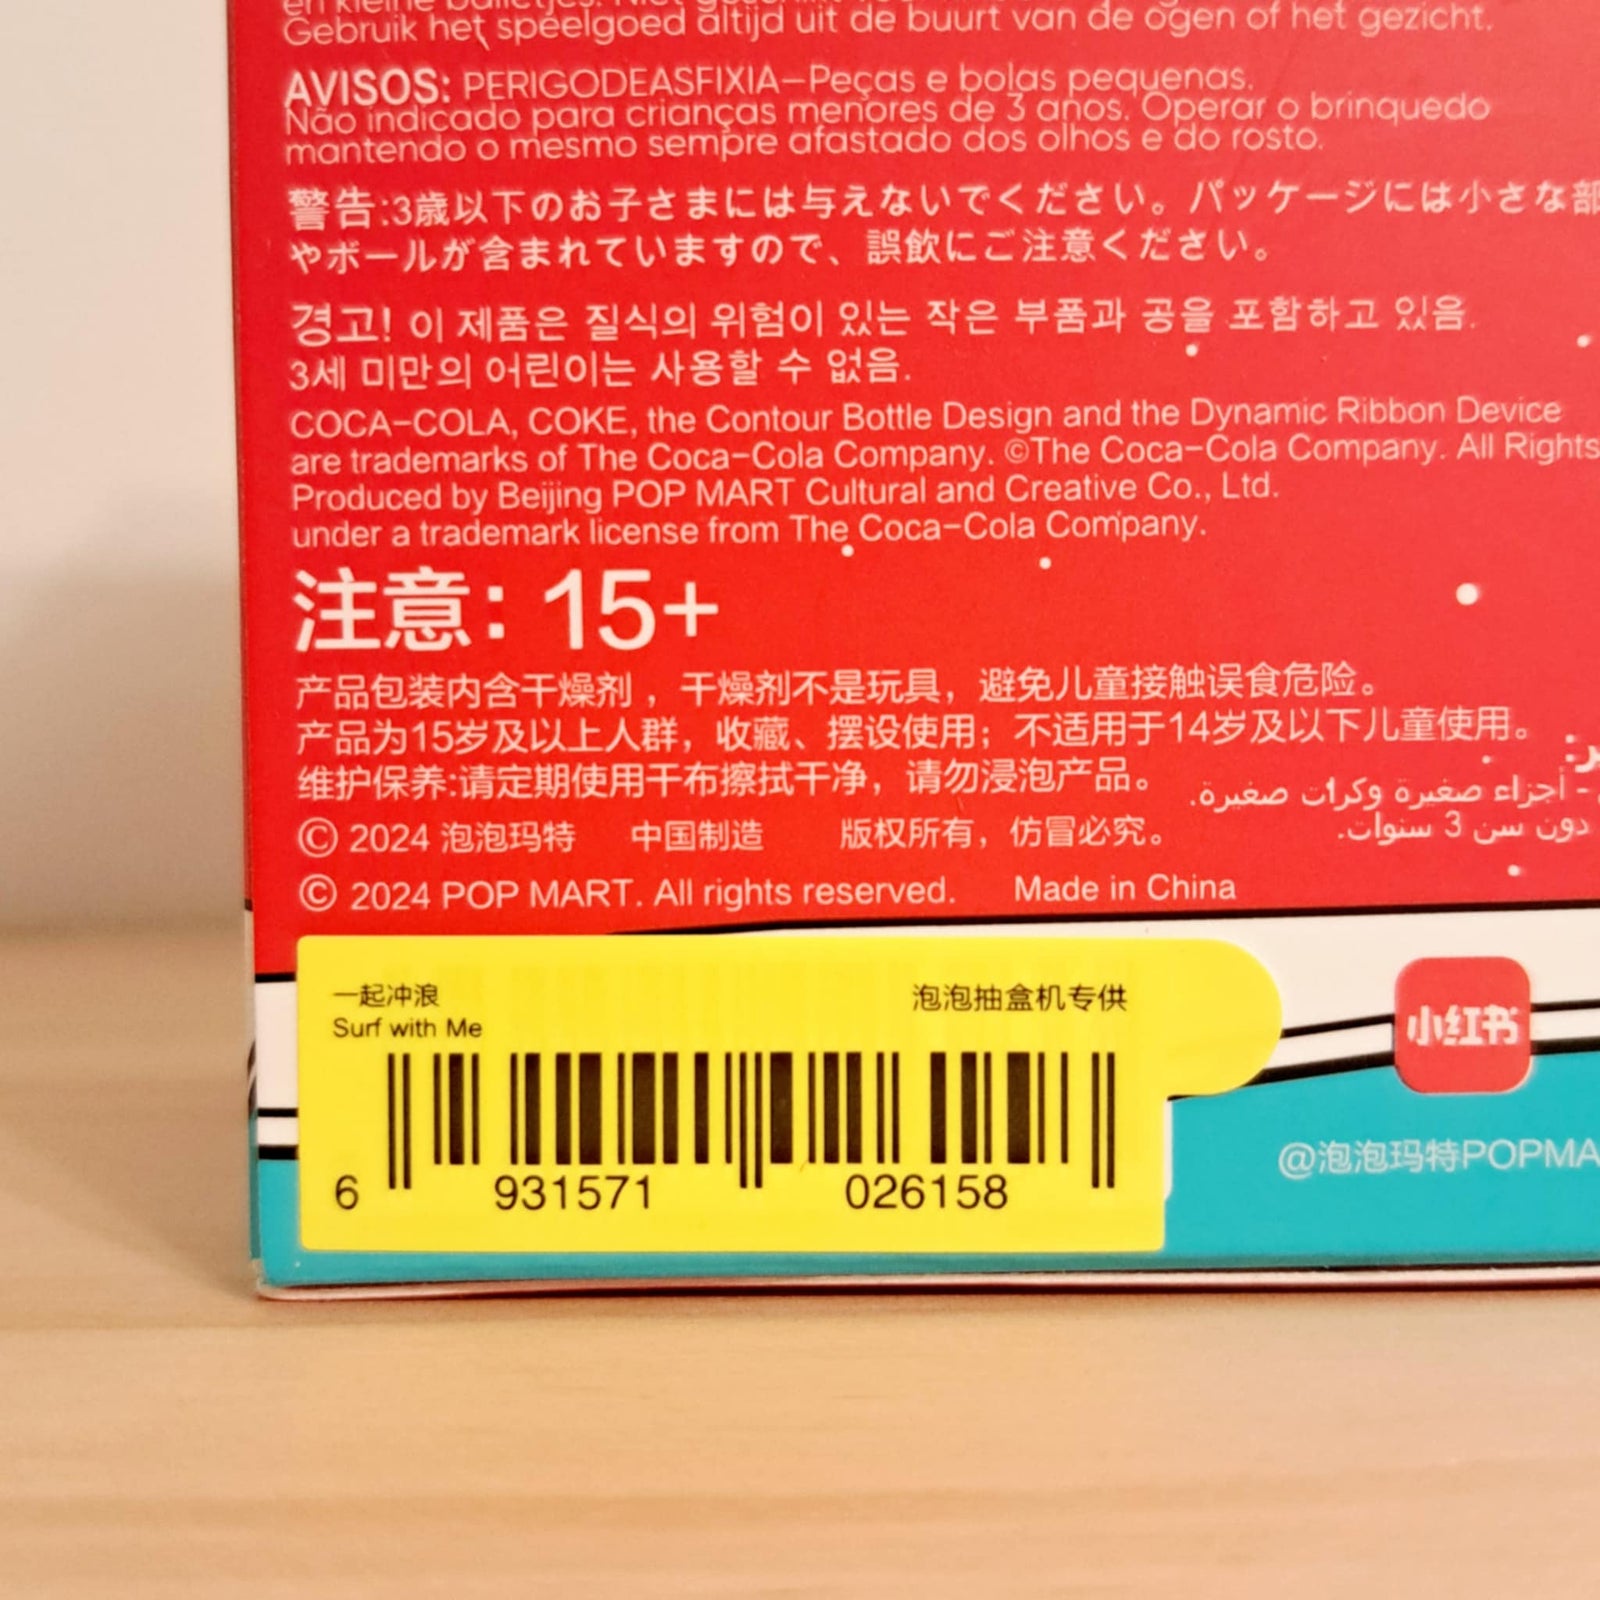 en kleine balletjes. Niet geschikt voor
Gebruik het speelgoed altijd uit de buurt van de ogen of het gezicht.
AVISOS: PERIGODEASFIXIA–Peças e bolas pequenas.
Não indicado para crianças menores de 3 anos. Operar o brinquedo
mantendo o mesmo sempre afastado dos olhos e do rosto.
警告:3歳以下のお子さまには与えないでください。パッケージには小さな部
やボールが含まれていますので、誤飲にご注意ください。
경고! 이 제품은 질식의 위험이 있는 작은 부품과 공을 포함하고 있음.
3세 미만의 어린이는 사용할 수 없음.
COCA–COLA, COKE, the Contour Bottle Design and the Dynamic Ribbon Device
are trademarks of The Coca–Cola Company. ©The Coca–Cola Company. All Rights
Produced by Beijing POP MART Cultural and Creative Co., Ltd.
under a trademark license from The Coca–Cola Company.
注意: 15+
产品包装内含干燥剂，干燥剂不是玩具，避免儿童接触误食危险。
产品为15岁及以上人群，收藏、摆设使用；不适用于14岁及以下儿童使用。
维护保养:请定期使用干布擦拭干净，请勿浸泡产品。
- أجزاء صغيرة وكرات صغيرة.
دون سن 3 سنوات.
© 2024 泡泡玛特 中国制造 版权所有，仿冒必究。
© 2024 POP MART. All rights reserved. Made in China
一起冲浪 泡泡抽盒机专供
Surf with Me
6 931571 026158
小红书
@泡泡玛特POPMA